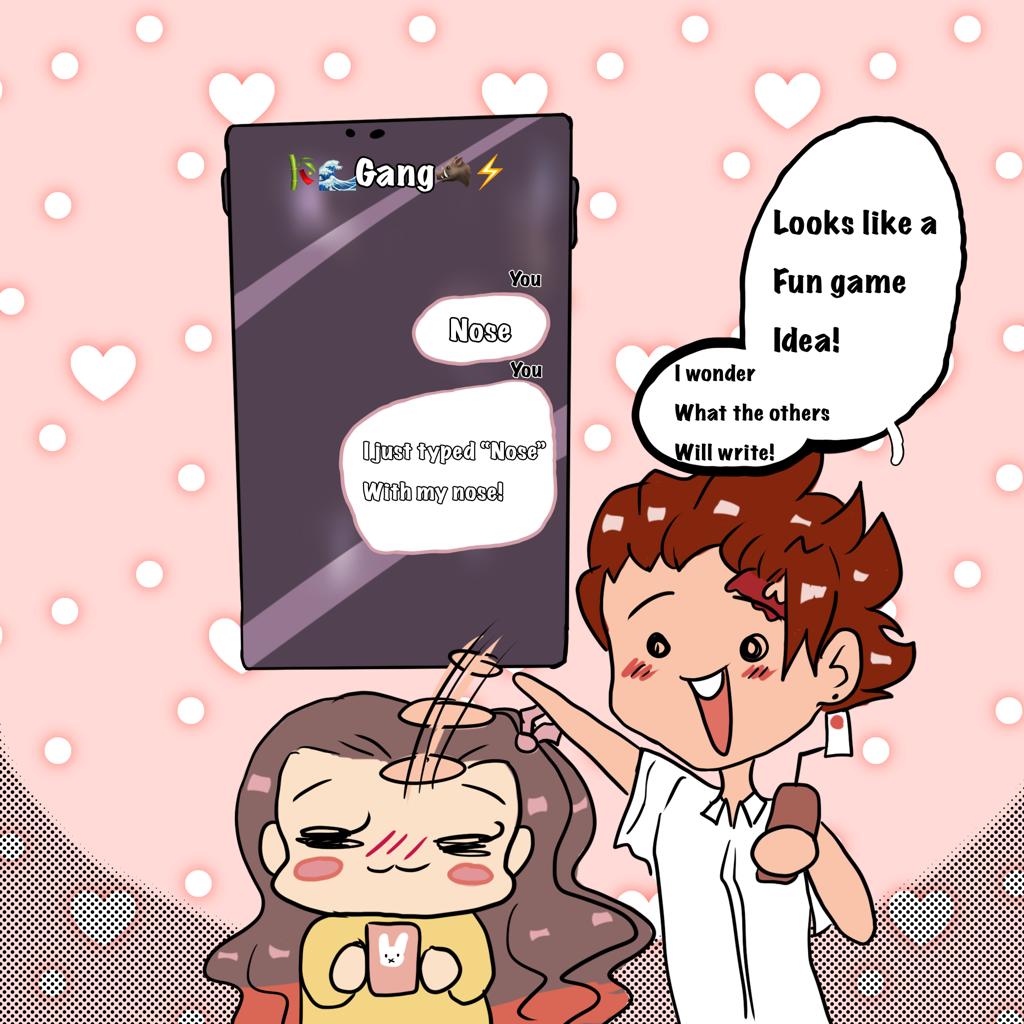 🎋🌊Gang🐗⚡
You
Nose
You
I just typed “Nose”
With my nose!
Looks like a
Fun game
Idea!
I wonder
What the others
Will write!